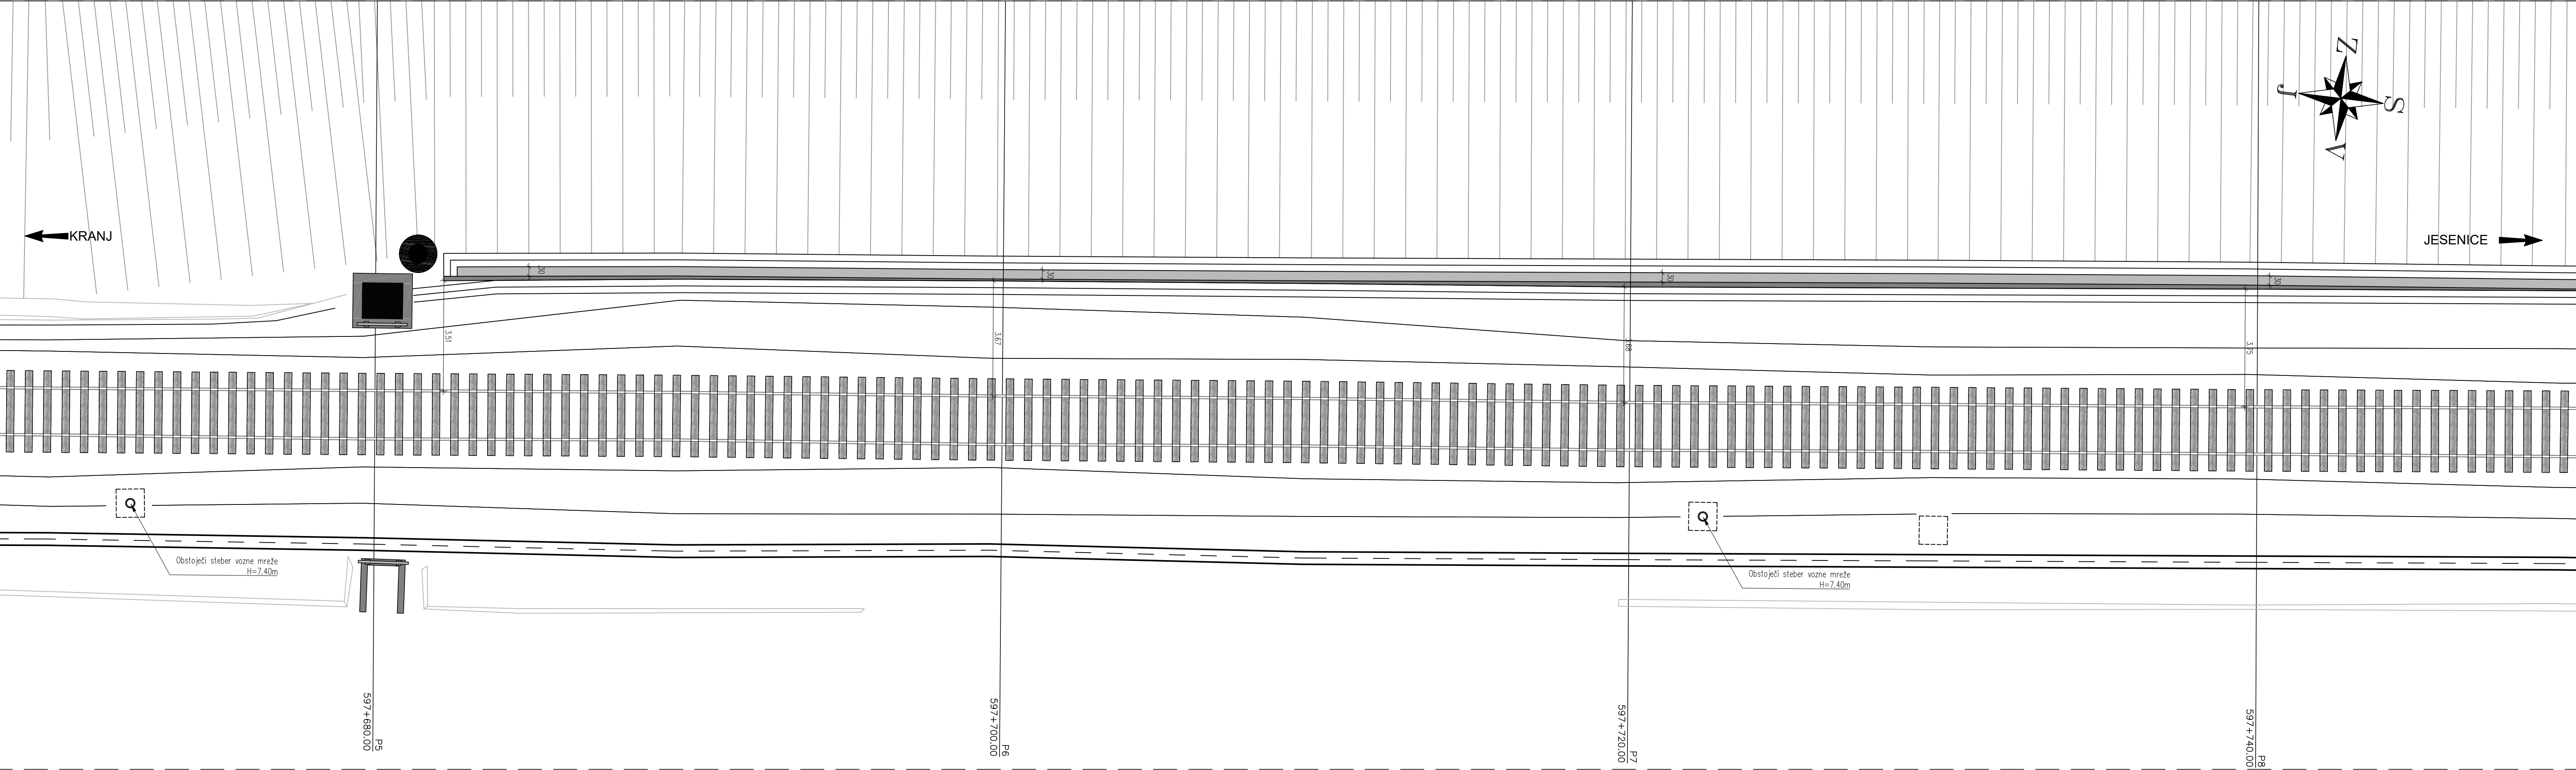 Z
J
S
V
KRANJ
JESENICE
30
30
30
30
3.51
3.67
3.68
3.75
Obstoječi steber vozne mreže
H=7.40m
Obstoječi steber vozne mreže
H=7.40m
597+680.00
P5
597+700.00
P6
597+720.00
P7
597+740.00
P8